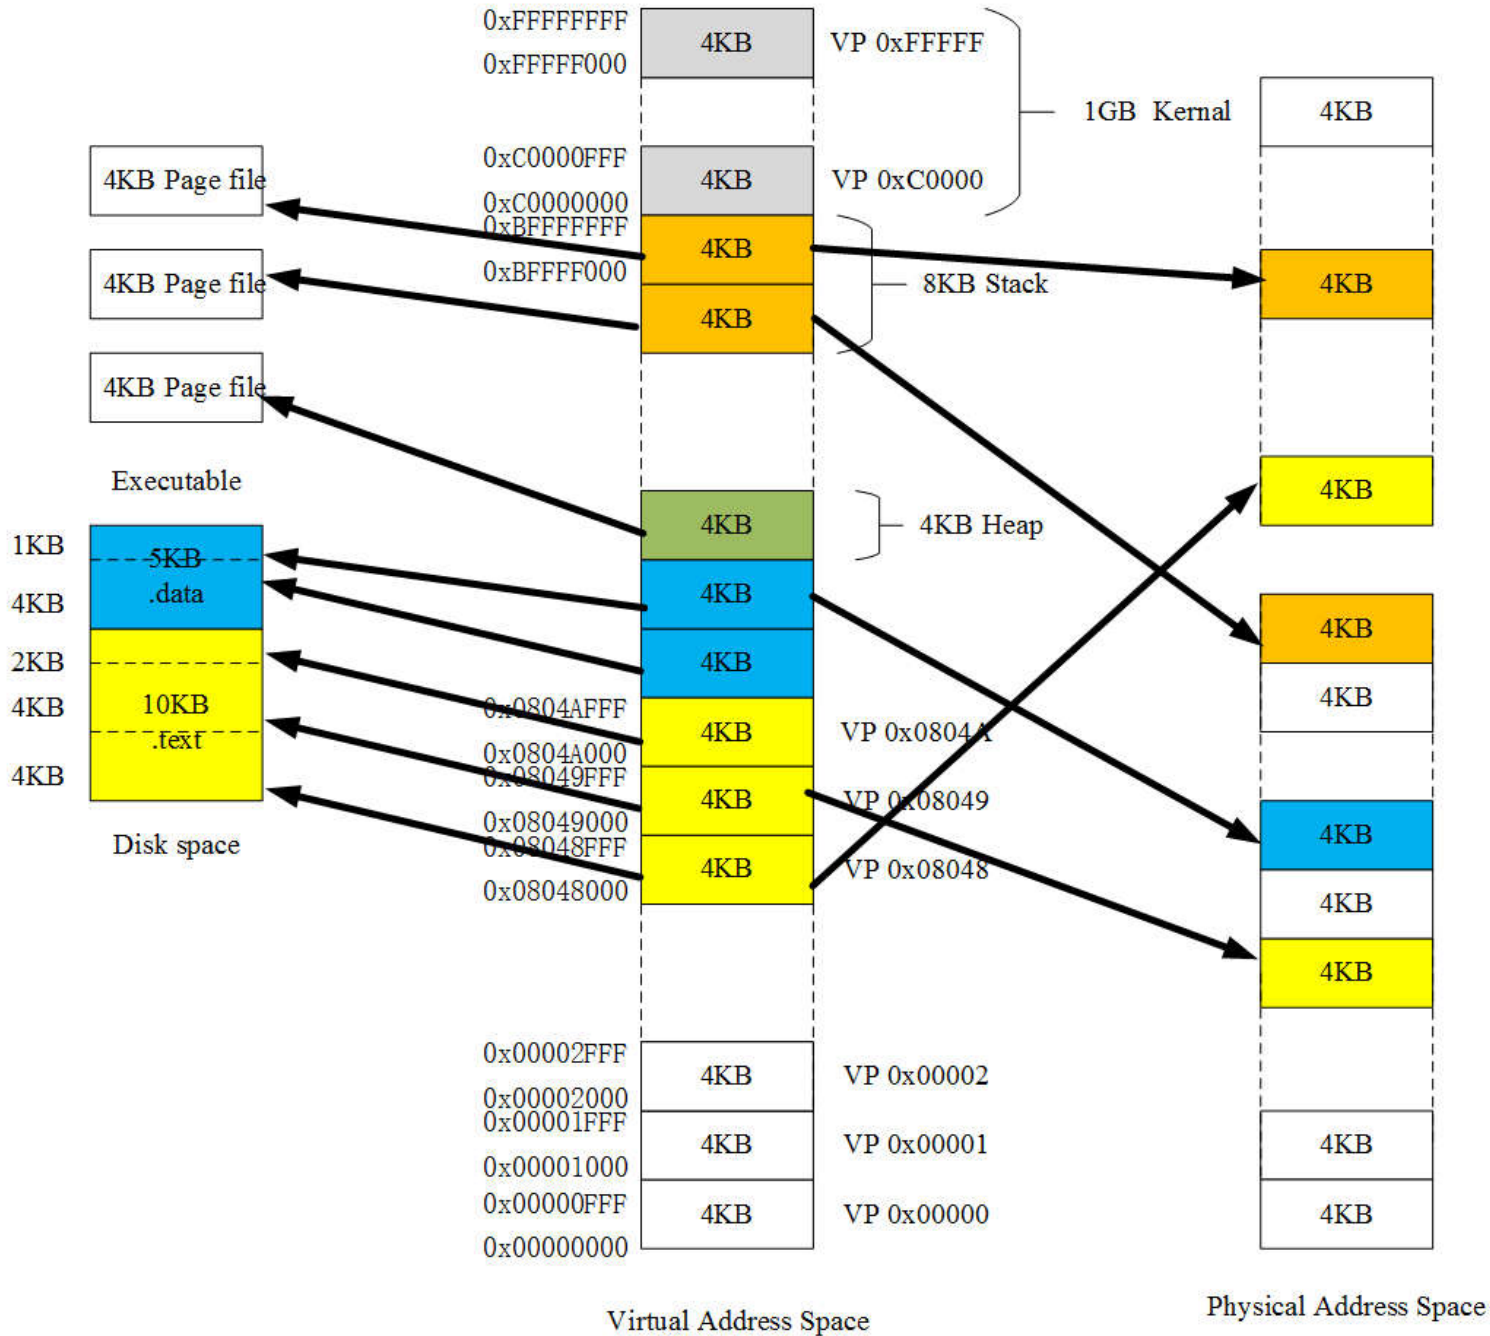 0xFFFFFFFF
0xFFFFF000
4KB
VP 0xFFFFF
1GB Kernal
4KB
4KB Page file
0xC0000FFF
0xC0000000
4KB
VP 0xC0000
0xBFFFFFFF
0xBFFFF000
4KB
4KB
8KB Stack
4KB Page file
4KB
4KB Page file
Executable
4KB
4KB Heap
4KB
1KB
5KB
.data
4KB
4KB
4KB
2KB
4KB
10KB
.text
4KB
4KB
4KB
0x0804AFFF
0x0804A000
4KB
VP 0x0804A
0x08049FFF
0x08049000
4KB
VP 0x08049
0x08048FFF
0x08048000
4KB
VP 0x08048
4KB
4KB
4KB
Disk space
0x00002FFF
0x00002000
4KB
VP 0x00002
0x00001FFF
0x00001000
4KB
VP 0x00001
4KB
0x00000FFF
0x00000000
4KB
VP 0x00000
4KB
Virtual Address Space
Physical Address Space